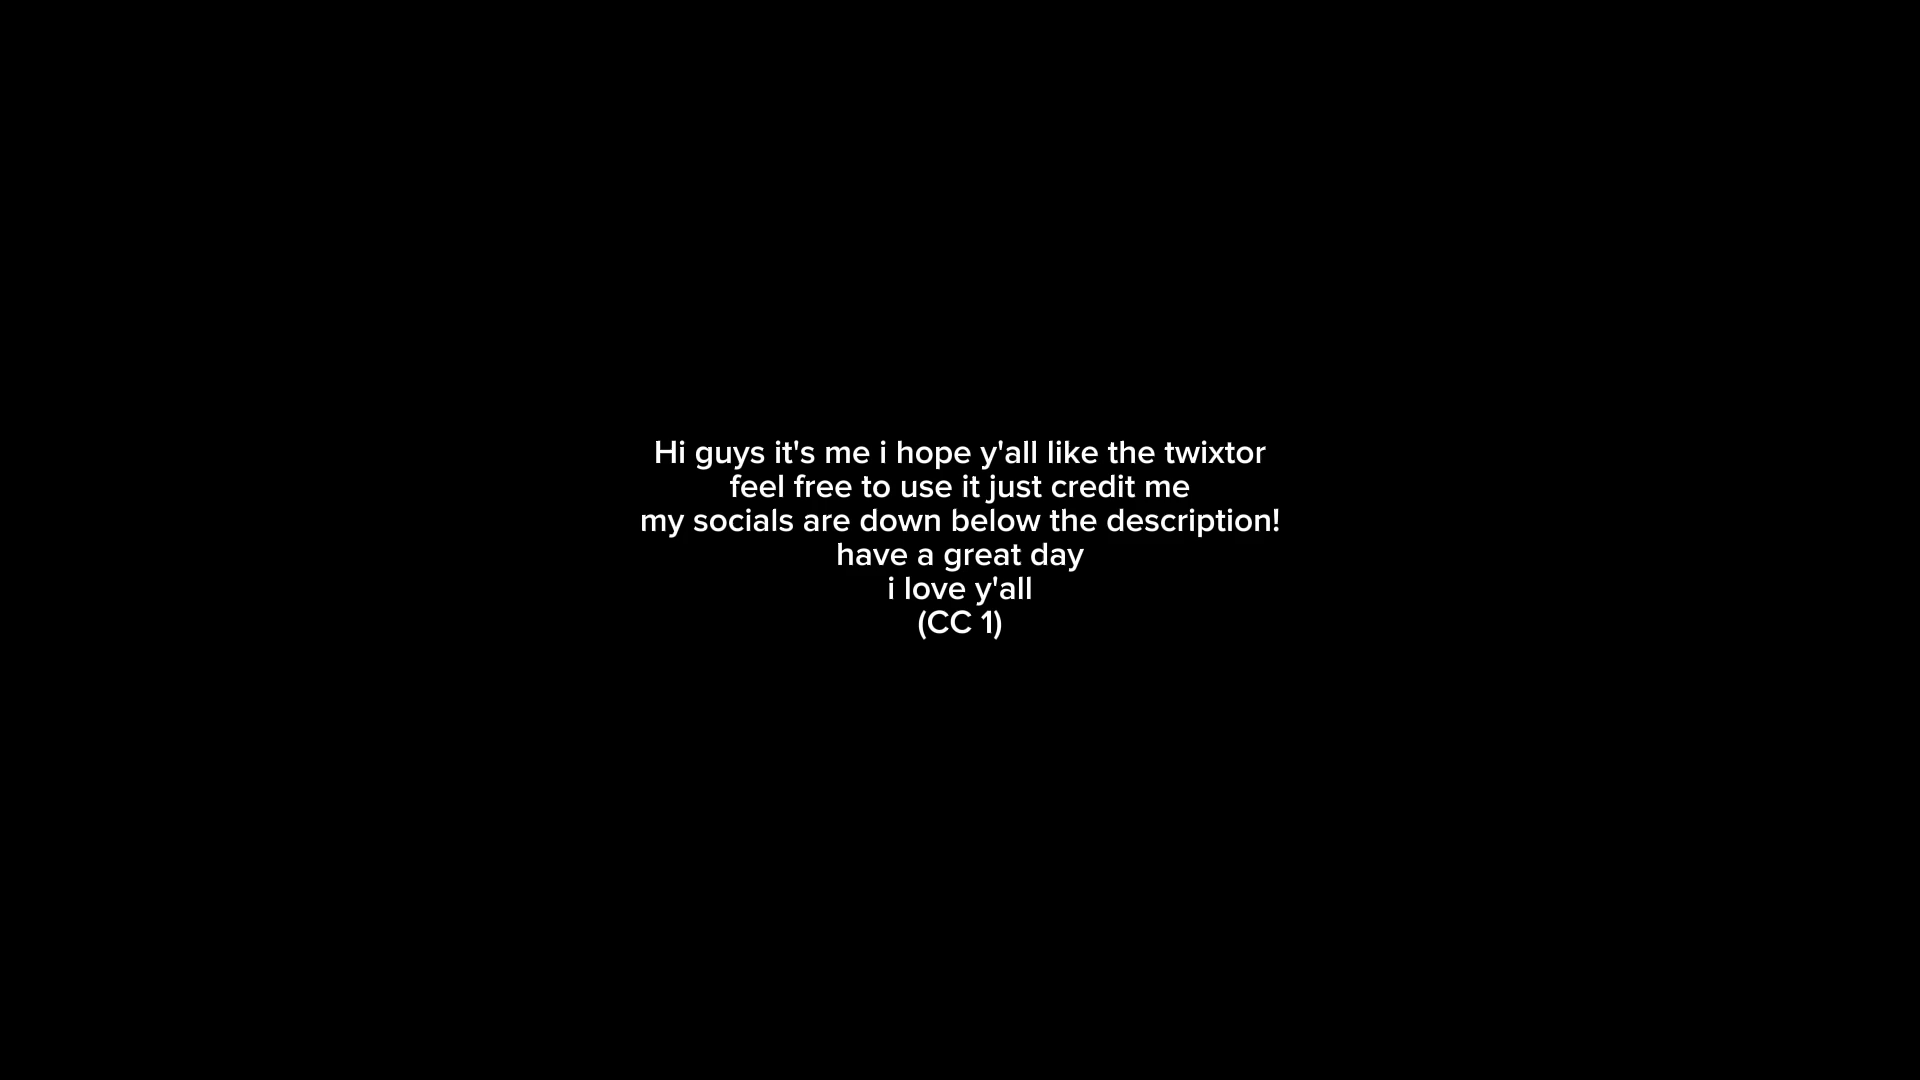 Hi guys it's me i hope y'all like the twixtor
feel free to use it just credit me
my socials are down below the description!
have a great day
i love y'all
(CC 1)